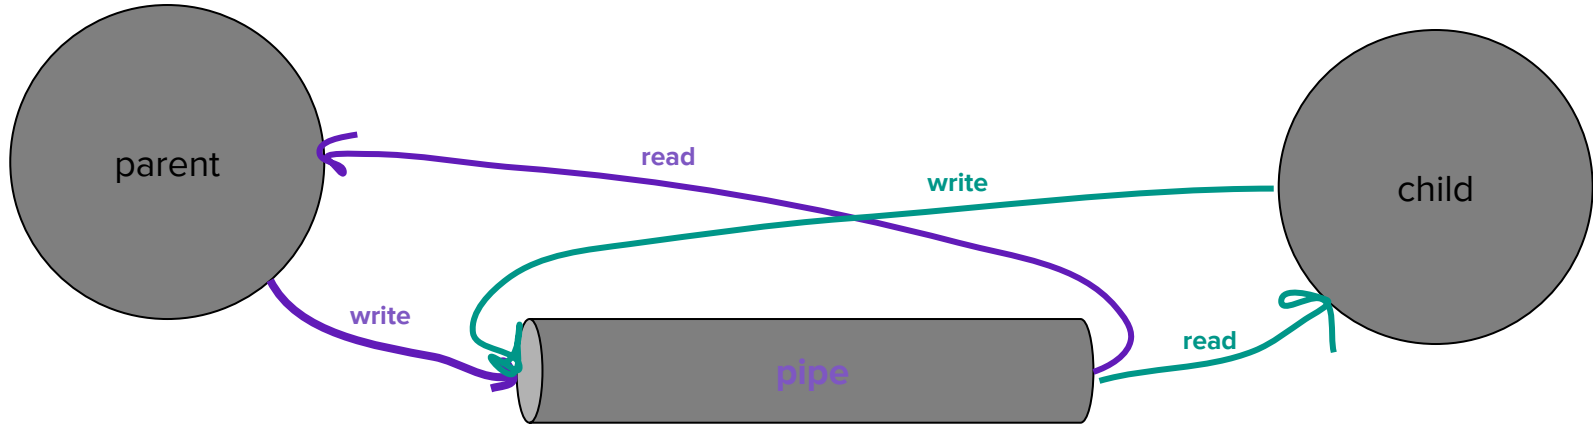 parent
read
write
child
write
read
pipe